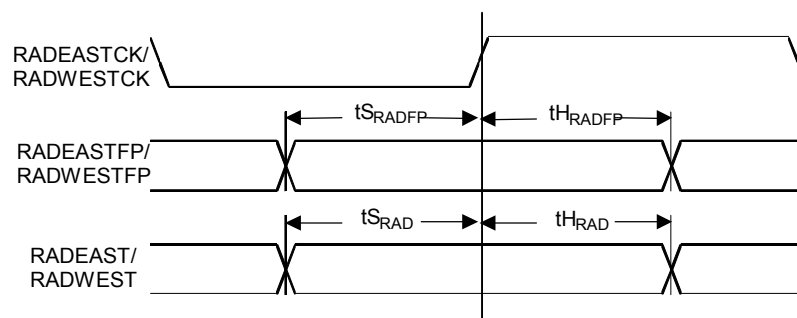 RADEASTCK/
RADWESTCK
tSRADFP
tHRADFP
RADEASTFP/
RADWESTFP
tSRAD
tHRAD
RADEAST/
RADWEST